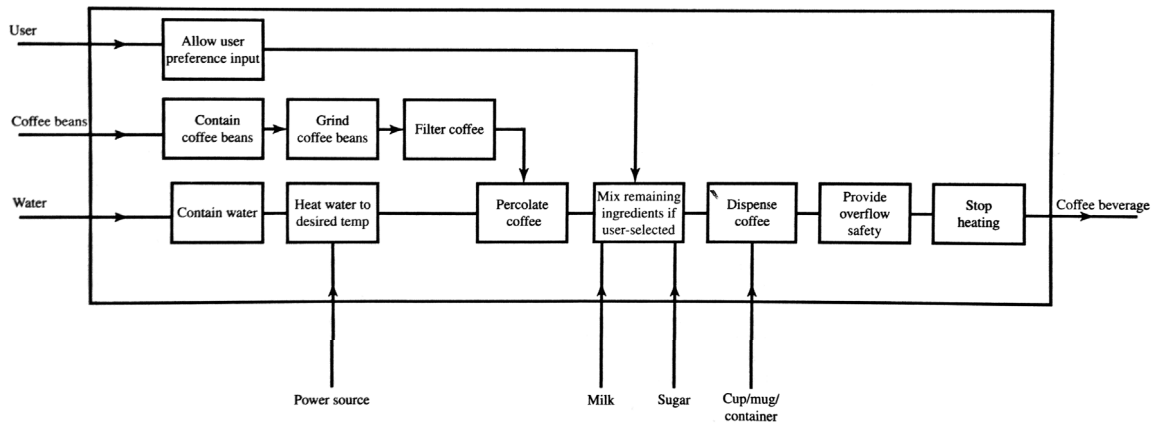 User
Allow user
preference input
Coffee beans
Contain
coffee beans
Grind
coffee beans
Filter coffee
Water
Contain water
Heat water to
desired temp
Percolate
coffee
Mix remaining
ingredients if
user-selected
Dispense
coffee
Provide
overflow
safety
Stop
heating
Coffee beverage
Power source
Milk
Sugar
Cup/mug/
container